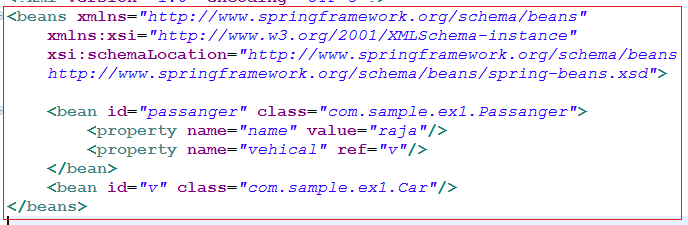 <beans xmlns="http://www.springframework.org/schema/beans"
xmlns:xsi="http://www.w3.org/2001/XMLSchema-instance"
xsi:schemaLocation="http://www.springframework.org/schema/beans
http://www.springframework.org/schema/beans/spring-beans.xsd">
<bean id="passanger" class="com.sample.ex1.Passanger">
<property name="name" value="raja"/>
<property name="vehical" ref="v"/>
</bean>
<bean id="v" class="com.sample.ex1.Car"/>
</beans>